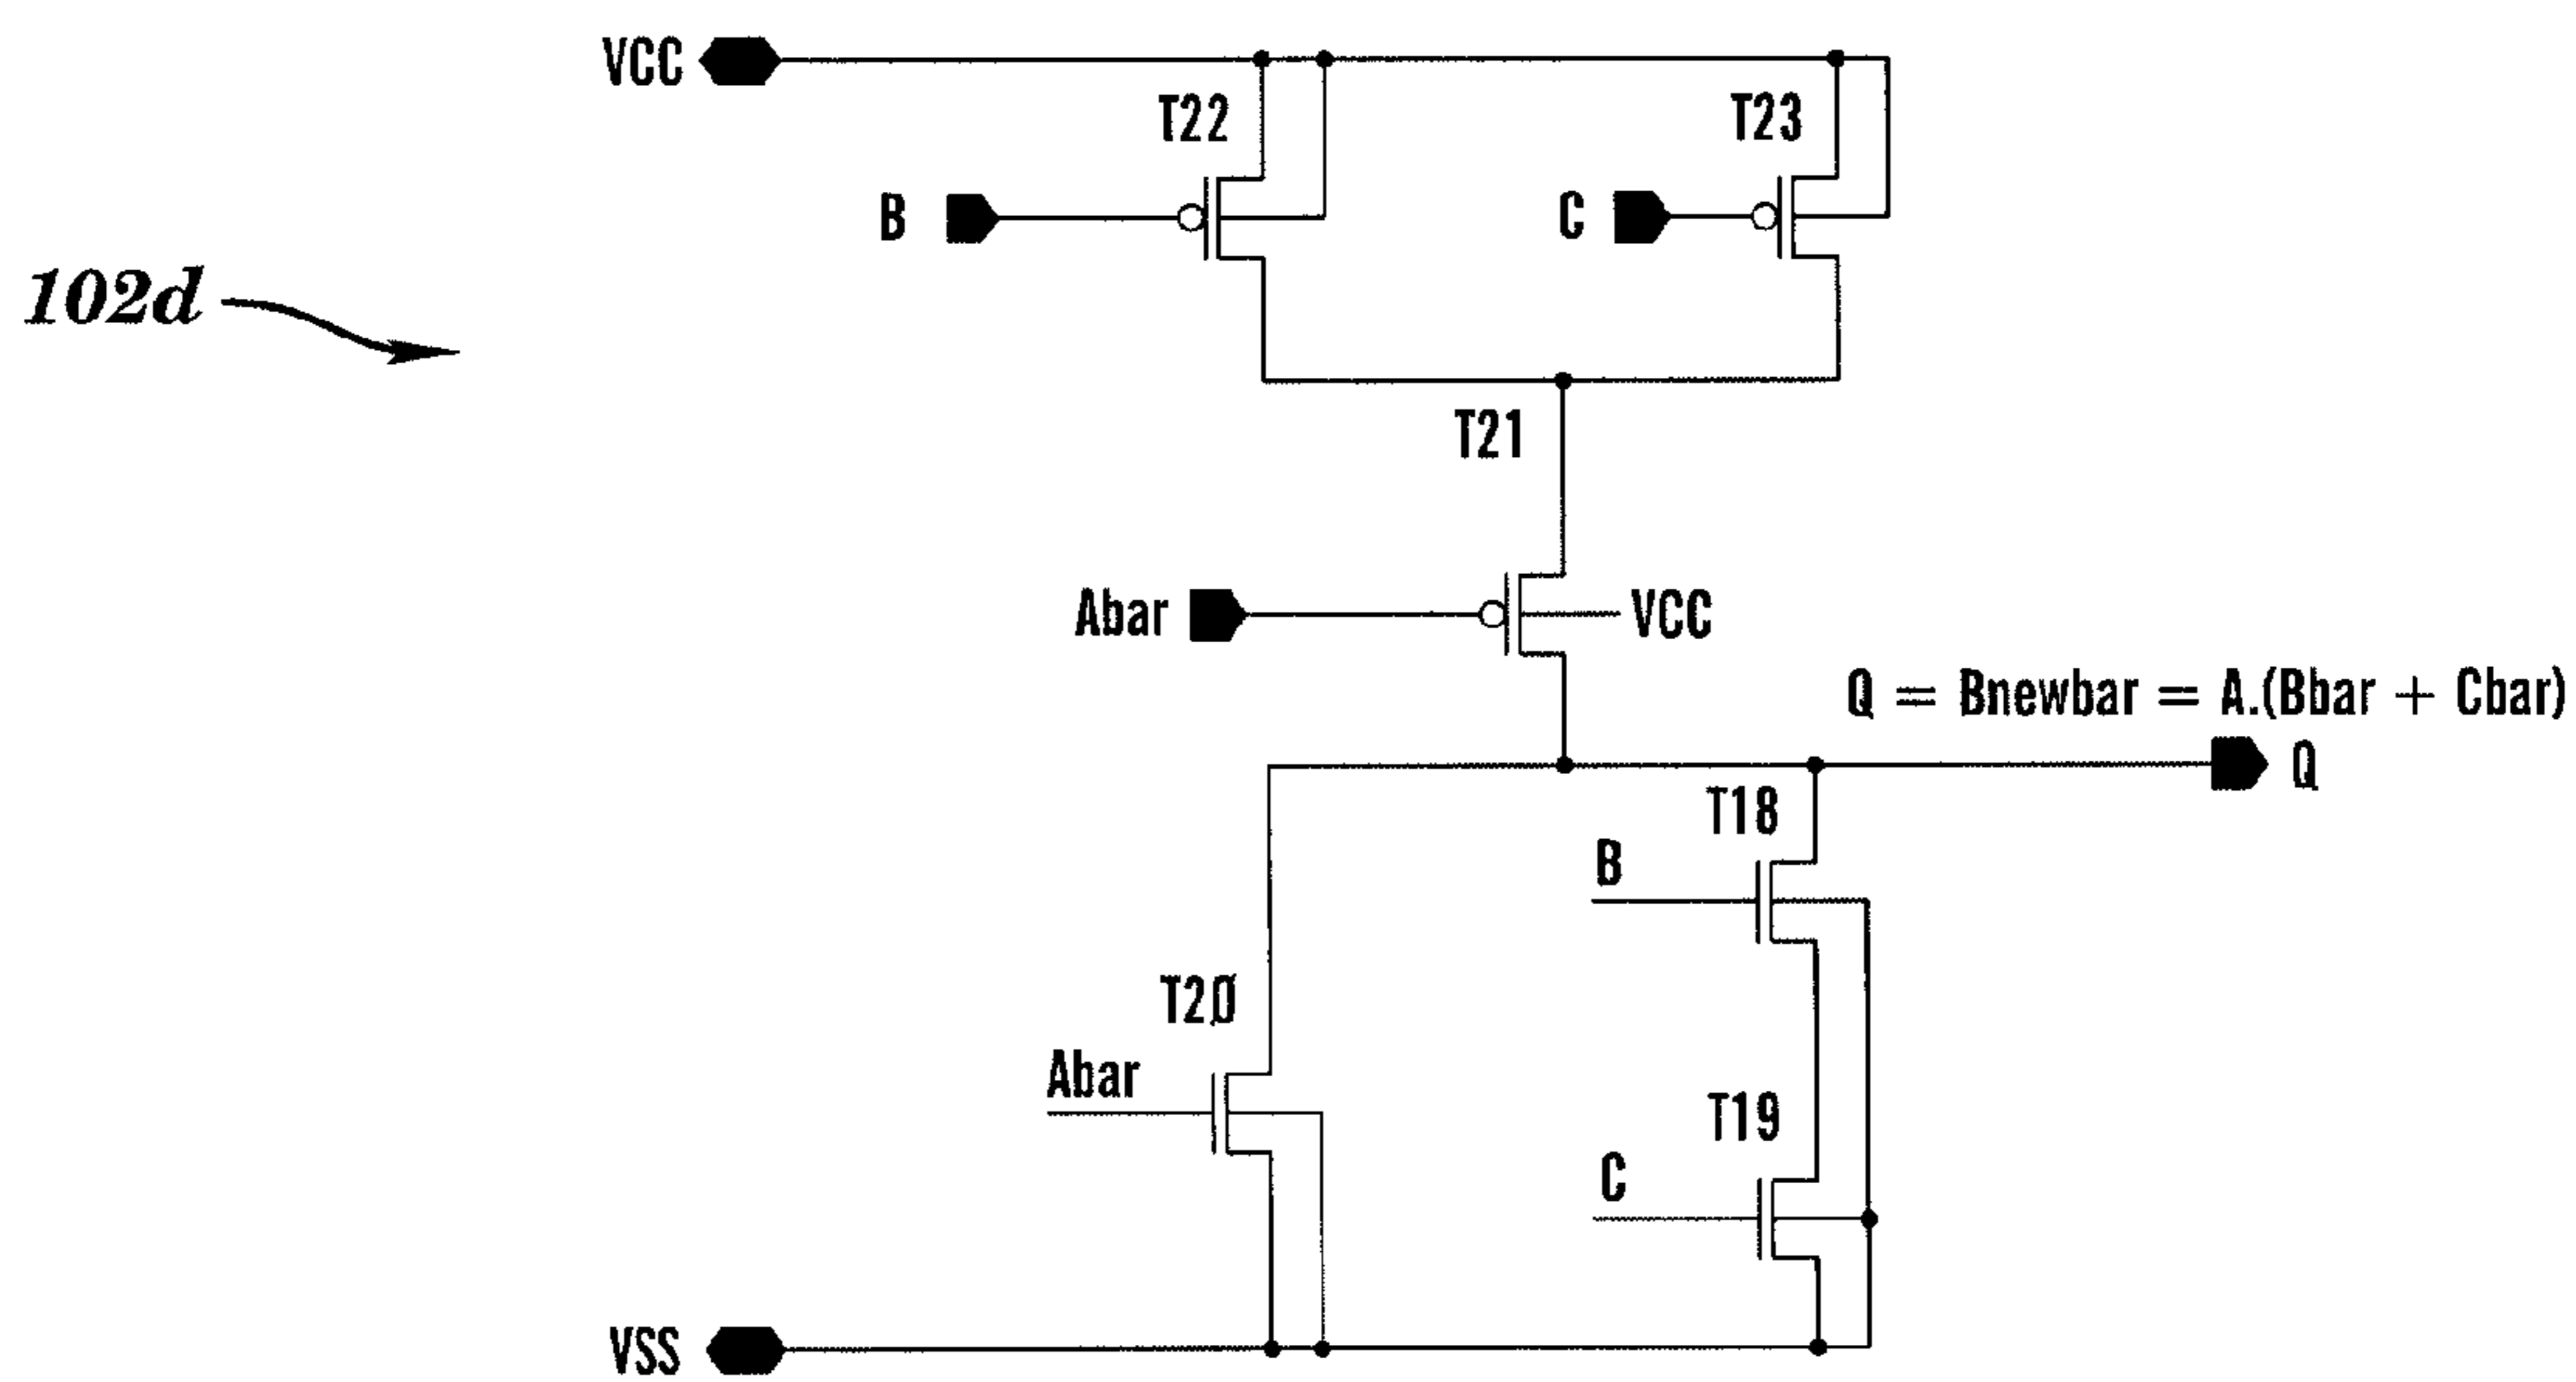 VCC
T22
T23
B
C
102d
T21
Abar
VCC
Q = Bnewbar = A.(Bbar + Cbar)
Q
T18
B
T20
Abar
T19
C
VSS